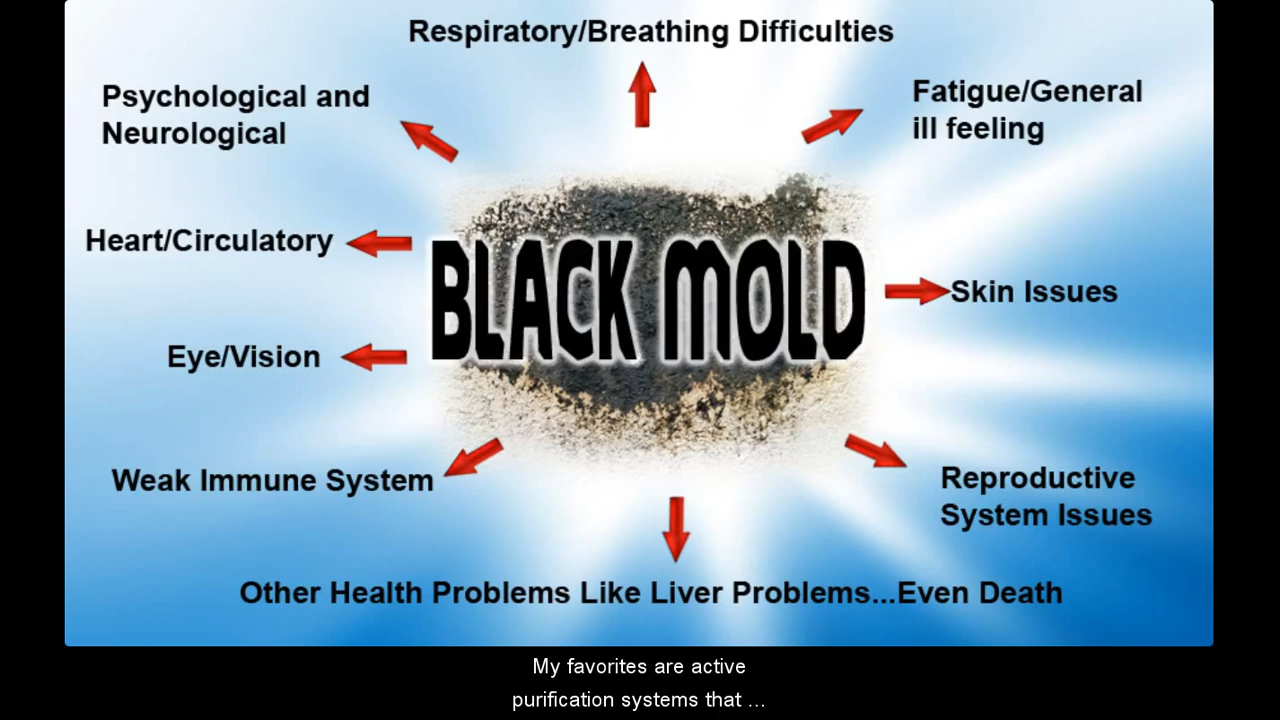 Respiratory/Breathing Difficulties
Psychological and
Neurological
Fatigue/General
ill feeling
Heart/Circulatory
BLACK MOLD
Skin Issues
Eye/Vision
Weak Immune System
Reproductive
System Issues
Other Health Problems Like Liver Problems...Even Death
My favorites are active
purification systems that ...